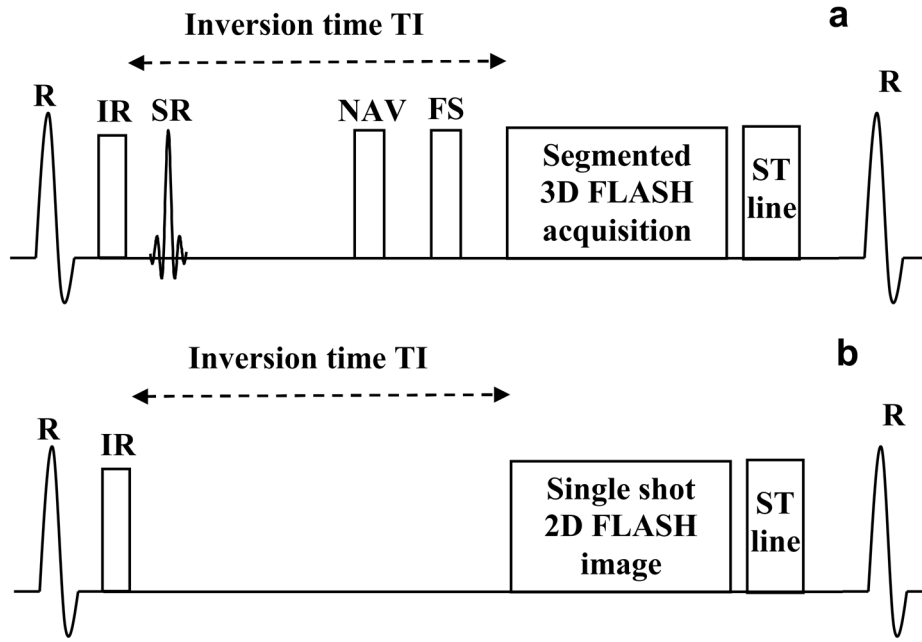 a
Inversion time TI
R
IR
SR
NAV
FS
R
Segmented
3D FLASH
acquisition
ST
line
b
Inversion time TI
R
IR
R
Single shot
2D FLASH
image
ST
line